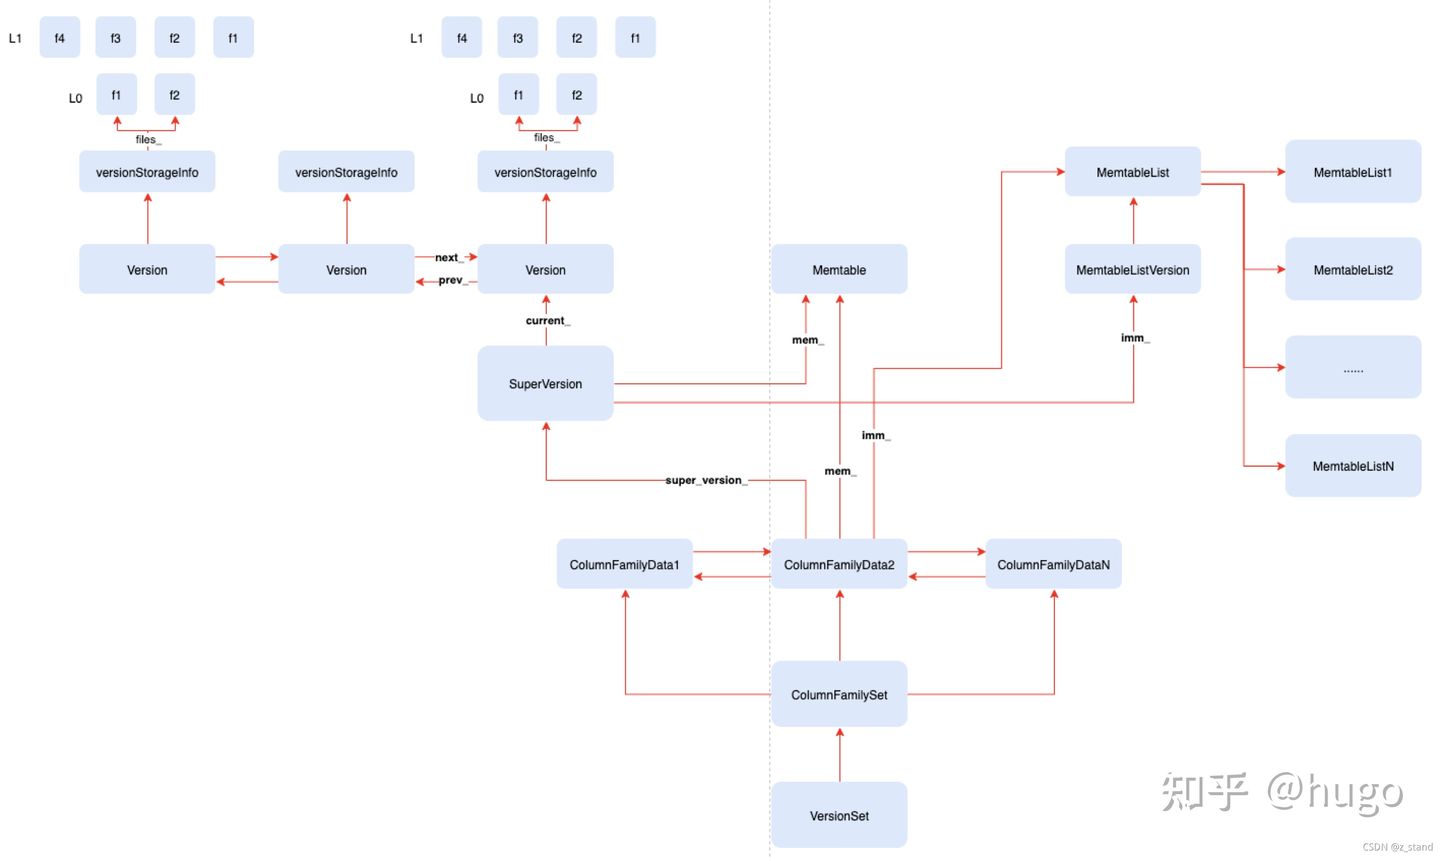 L1 f4 f3 f2 f1
L1 f4 f3 f2 f1
L0 f1 f2
L0 f1 f2
files_
files_
versionStorageInfo
versionStorageInfo
versionStorageInfo
MemtableList
MemtableList1
Version
Version
next_
prev_
Version
Memtable
MemtableListVersion
MemtableList2
current_
mem_
imm_
SuperVersion
......
imm_
mem_
super_version_
MemtableListN
ColumnFamilyData1
ColumnFamilyData2
ColumnFamilyDataN
ColumnFamilySet
VersionSet
知乎 @hugo
CSDN @z_stand